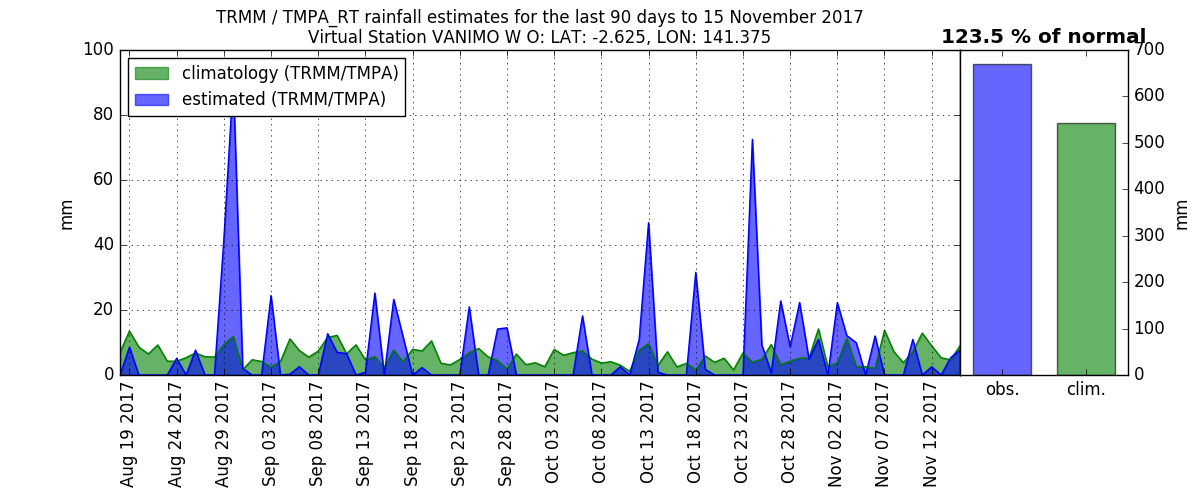 TRMM / TMPA_RT rainfall estimates for the last 90 days to 15 November 2017
Virtual Station VANIMO W O: LAT: -2.625, LON: 141.375
123.5 % of normal
climatology (TRMM/TMPA)
estimated (TRMM/TMPA)
100
80
60
40
20
0
mm
Aug 19 2017
Aug 24 2017
Aug 29 2017
Sep 03 2017
Sep 08 2017
Sep 13 2017
Sep 18 2017
Sep 23 2017
Sep 28 2017
Oct 03 2017
Oct 08 2017
Oct 13 2017
Oct 18 2017
Oct 23 2017
Oct 28 2017
Nov 02 2017
Nov 07 2017
Nov 12 2017
700
600
500
400
300
200
100
0
mm
obs.
clim.